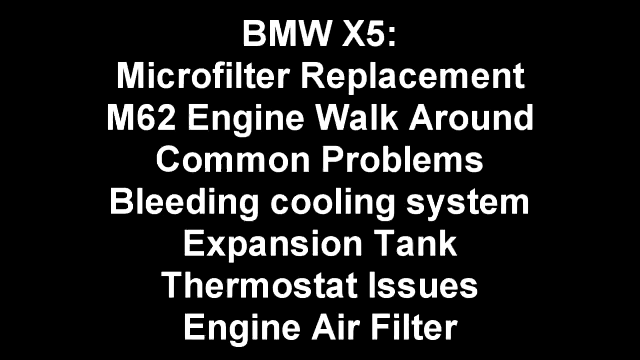 BMW X5:
Microfilter Replacement
M62 Engine Walk Around
Common Problems
Bleeding cooling system
Expansion Tank
Thermostat Issues
Engine Air Filter